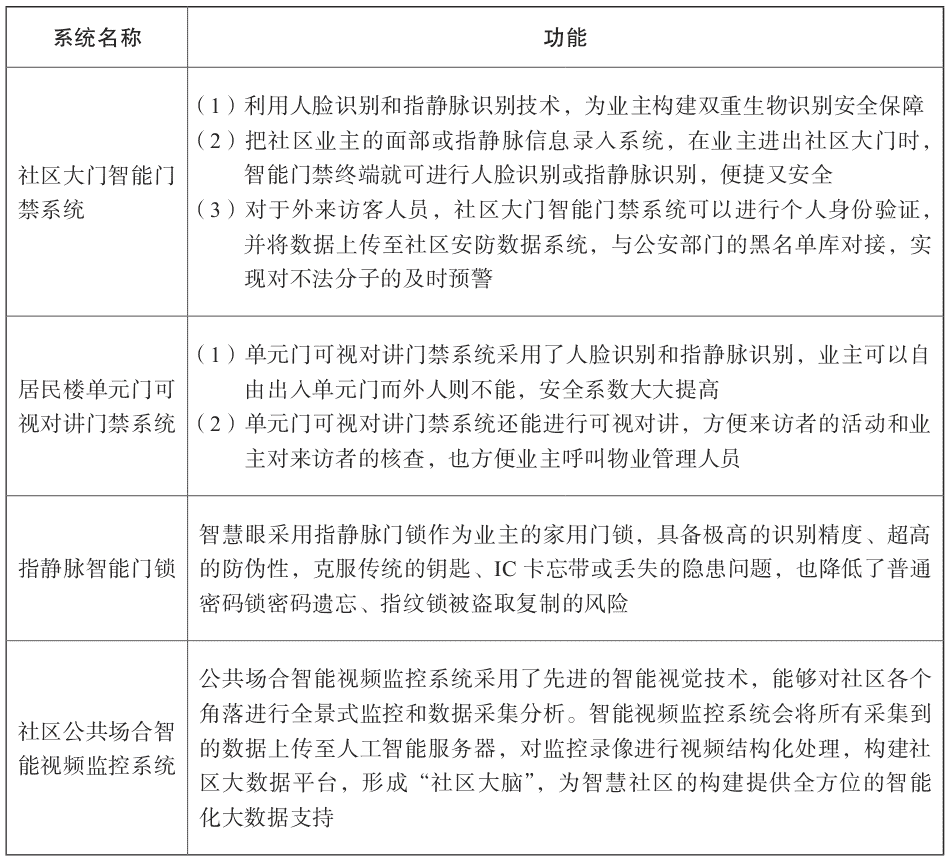 系统名称
功能
社区大门智能门
禁系统
（1）利用人脸识别和指静脉识别技术，为业主构建双重生物识别安全保障
（2）把社区业主的面部或指静脉信息录入系统，在业主进出社区大门时，
智能门禁终端就可进行人脸识别或指静脉识别，便捷又安全
（3）对于外来访客人员，社区大门智能门禁系统可以进行个人身份验证，
并将数据上传至社区安防数据系统，与公安部门的黑名单库对接，实
现对不法分子的及时预警
居民楼单元门可
视对讲门禁系统
（1）单元门可视对讲门禁系统采用了人脸识别和指静脉识别，业主可以自
由出入单元门而外人则不能，安全系数大大提高
（2）单元门可视对讲门禁系统还能进行可视对讲，方便来访者的活动和业
主对来访者的核查，也方便业主呼叫物业管理人员
指静脉智能门锁
智慧眼采用指静脉门锁作为业主的家用门锁，具备极高的识别精度、超高
的防伪性，克服传统的钥匙、IC 卡忘带或丢失的隐患问题，也降低了普通
密码锁密码遗忘、指纹锁被盗取复制的风险
社区公共场合智
能视频监控系统
公共场合智能视频监控系统采用了先进的智能视觉技术，能够对社区各个
角落进行全景式监控和数据采集分析。智能视频监控系统会将所有采集到
的数据上传至人工智能服务器，对监控录像进行视频结构化处理，构建社
区大数据平台，形成“社区大脑”，为智慧社区的构建提供全方位的智能
化大数据支持